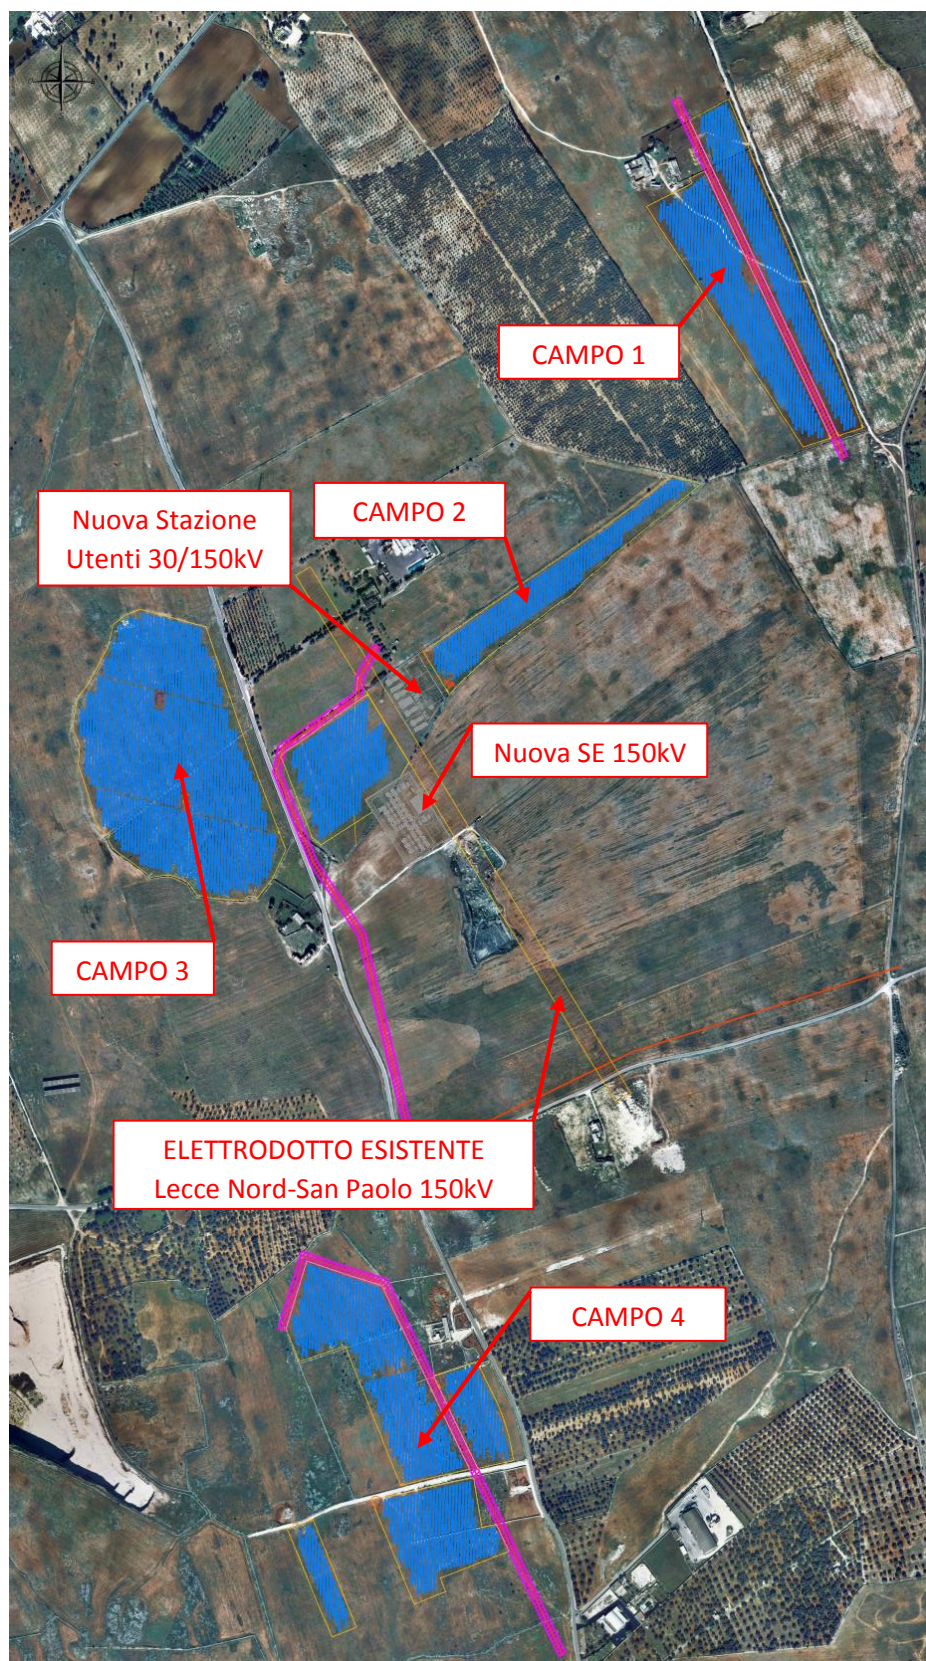 CAMPO 1
CAMPO 2
Nuova Stazione
Utenti 30/150kV
Nuova SE 150kV
CAMPO 3
ELETTRODOTTO ESISTENTE
Lecce Nord-San Paolo 150kV
CAMPO 4